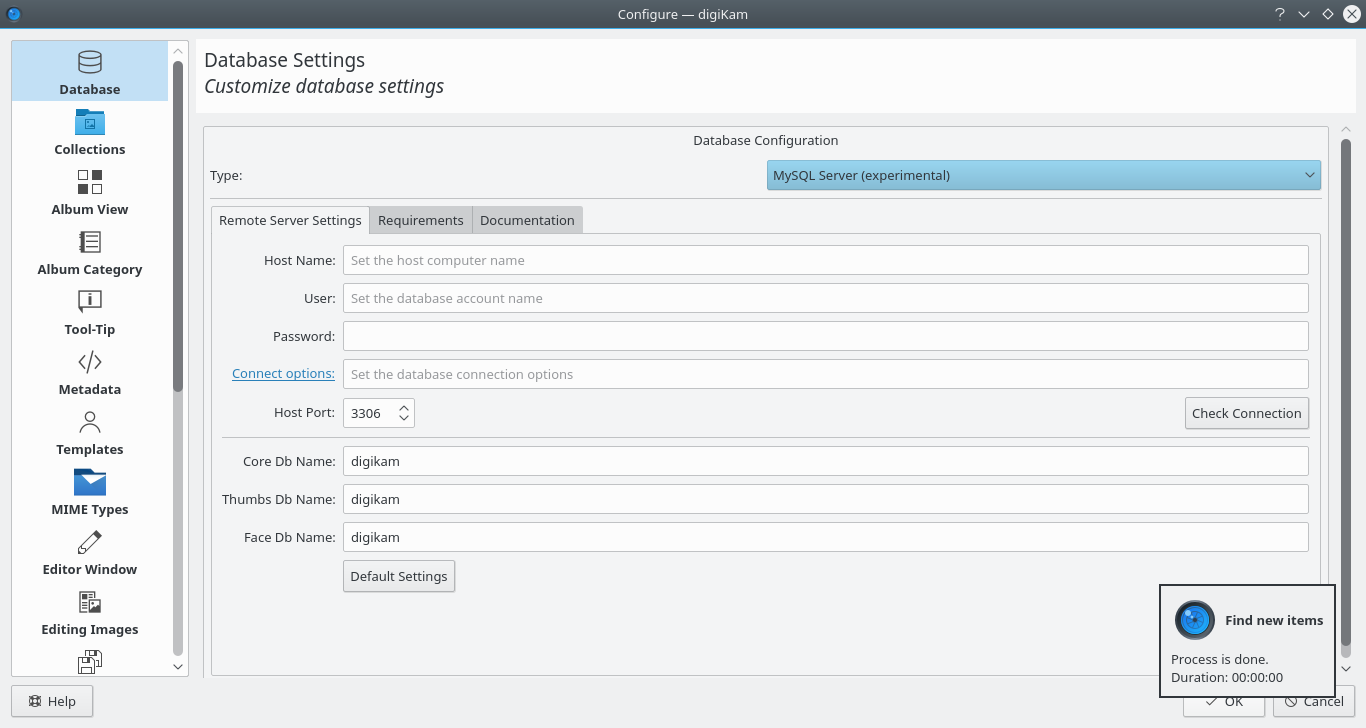 Configure — digiKam
Database
Collections
Album View
Album Category
Tool-Tip
Metadata
Templates
MIME Types
Editor Window
Editing Images
Database Settings
Customize database settings
Database Configuration
Type: MySQL Server (experimental)
Remote Server Settings Requirements Documentation
Host Name: Set the host computer name
User: Set the database account name
Password:
Connect options: Set the database connection options
Host Port: 3306 Check Connection
Core Db Name: digikam
Thumbs Db Name: digikam
Face Db Name: digikam
Default Settings
Find new items
Process is done.
Duration: 00:00:00
Help OK Cancel